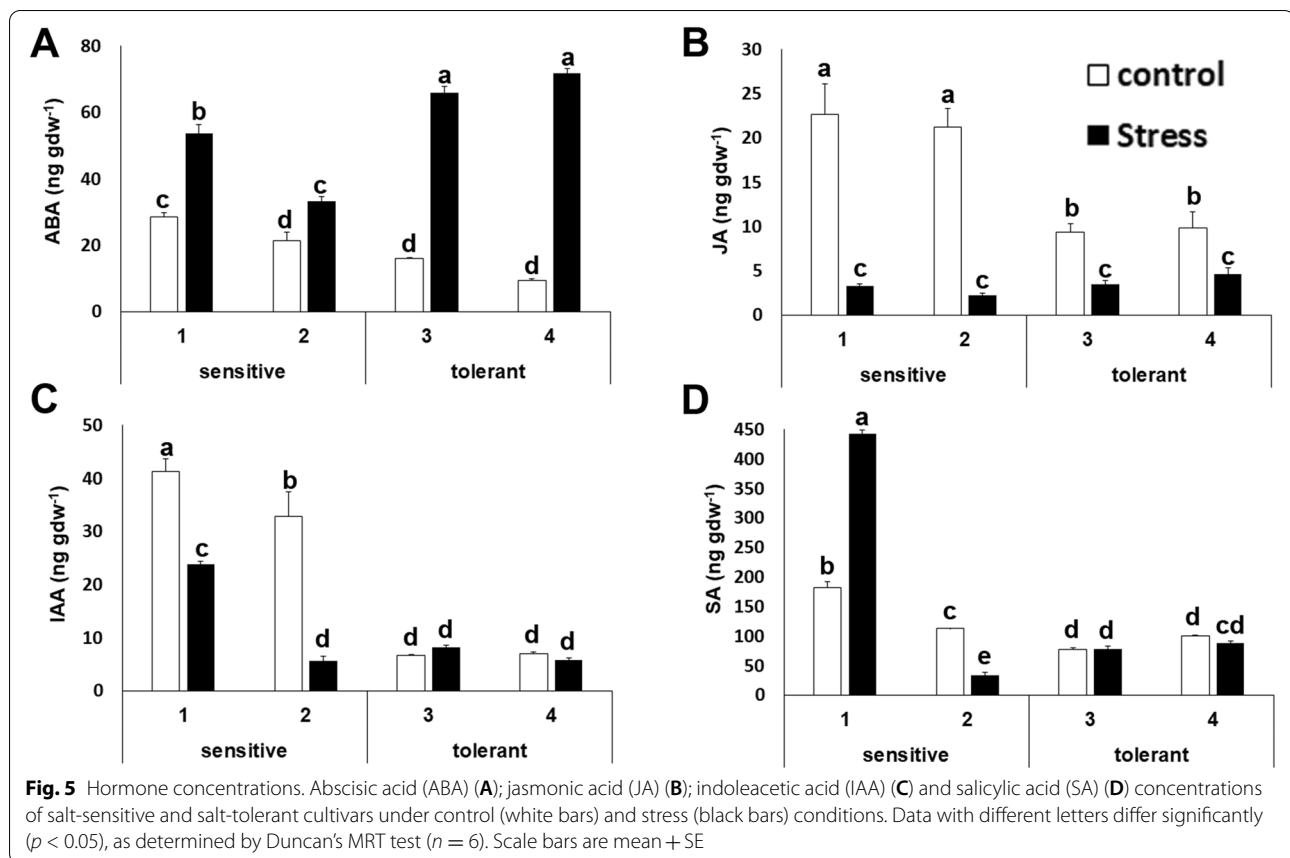 A
ABA (ng gdw-1)
80
60
40
20
0
c
b
d
c
d
a
d
a
1
2
3
4
sensitive
tolerant
B
JA (ng gdw-1)
30
25
20
15
10
5
0
a
c
a
c
b
c
b
c
control
Stress
1
2
3
4
sensitive
tolerant
C
IAA (ng gdw-1)
50
40
30
20
10
0
a
c
b
d
d
d
d
d
1
2
3
4
sensitive
tolerant
D
SA (ng gdw-1)
450
400
350
300
250
200
150
100
50
0
b
a
c
e
d
d
d
cd
1
2
3
4
sensitive
tolerant
Fig. 5 Hormone concentrations. Abscisic acid (ABA) (A); jasmonic acid (JA) (B); indoleacetic acid (IAA) (C) and salicylic acid (SA) (D) concentrations
of salt-sensitive and salt-tolerant cultivars under control (white bars) and stress (black bars) conditions. Data with different letters differ significantly
(p < 0.05), as determined by Duncan's MRT test (n = 6). Scale bars are mean + SE